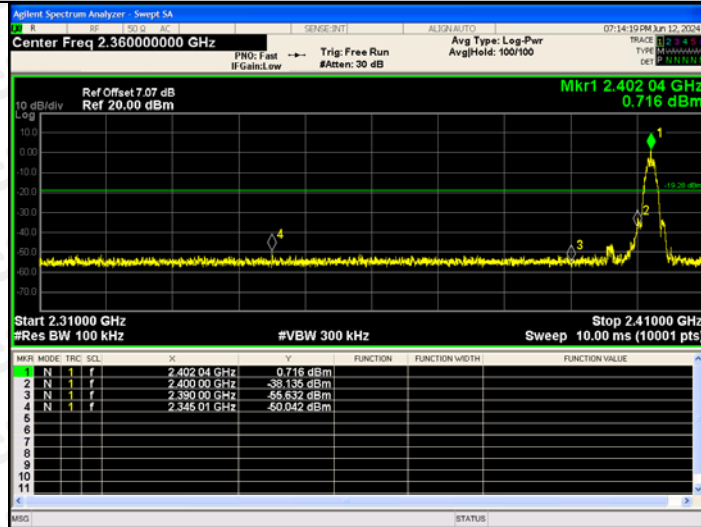 Agilent Spectrum Analyzer - Swept SA
R RF 50 Ω AC SENSE:INT ALIGN AUTO 07:14:19 PM Jun 12, 2024
Center Freq 2.360000000 GHz
PNO: Fast
IFGain:Low
Trig: Free Run
#Atten: 30 dB
Avg Type: Log-Pwr
Avg|Hold: 100/100
TRACE 1 2 3 4 5
TYPE M
DET P N N N N
Mkr1 2.402 04 GHz
0.716 dBm
Ref Offset 7.07 dB
10 dB/div Ref 20.00 dBm
Log
10.0
0.00
-10.0
-20.0
-30.0
-40.0
-50.0
-60.0
-70.0
1
-19.28 dBm
2
3
4
Start 2.31000 GHz Stop 2.41000 GHz
#Res BW 100 kHz #VBW 300 kHz Sweep 10.00 ms (10001 pts)
MKR MODE TRC SCL X Y FUNCTION FUNCTION WIDTH FUNCTION VALUE
1 N 1 f 2.402 04 GHz 0.716 dBm
2 N 1 f 2.400 00 GHz -38.135 dBm
3 N 1 f 2.390 00 GHz -55.632 dBm
4 N 1 f 2.345 01 GHz -50.042 dBm
5
6
7
8
9
10
11
MSG STATUS